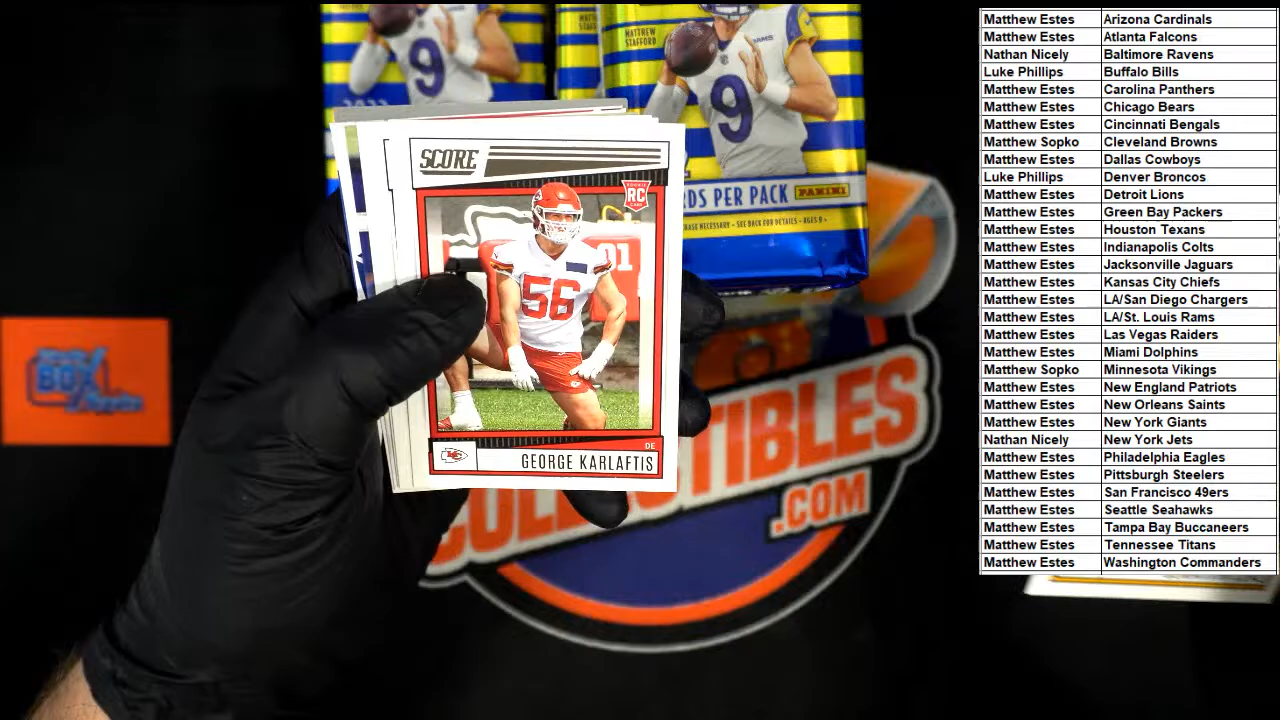 MATTHEW
STAFFORD
9
9
RDS PER PACK PANINI
SCORE
ROOKIE
RC
CARD
56
01
DE
GEORGE KARLAFTIS
BOX
COLLECTIBLES
.COM
Matthew Estes Arizona Cardinals
Matthew Estes Atlanta Falcons
Nathan Nicely Baltimore Ravens
Luke Phillips Buffalo Bills
Matthew Estes Carolina Panthers
Matthew Estes Chicago Bears
Matthew Estes Cincinnati Bengals
Matthew Sopko Cleveland Browns
Matthew Estes Dallas Cowboys
Luke Phillips Denver Broncos
Matthew Estes Detroit Lions
Matthew Estes Green Bay Packers
Matthew Estes Houston Texans
Matthew Estes Indianapolis Colts
Matthew Estes Jacksonville Jaguars
Matthew Estes Kansas City Chiefs
Matthew Estes LA/San Diego Chargers
Matthew Estes LA/St. Louis Rams
Matthew Estes Las Vegas Raiders
Matthew Estes Miami Dolphins
Matthew Sopko Minnesota Vikings
Matthew Estes New England Patriots
Matthew Estes New Orleans Saints
Matthew Estes New York Giants
Nathan Nicely New York Jets
Matthew Estes Philadelphia Eagles
Matthew Estes Pittsburgh Steelers
Matthew Estes San Francisco 49ers
Matthew Estes Seattle Seahawks
Matthew Estes Tampa Bay Buccaneers
Matthew Estes Tennessee Titans
Matthew Estes Washington Commanders